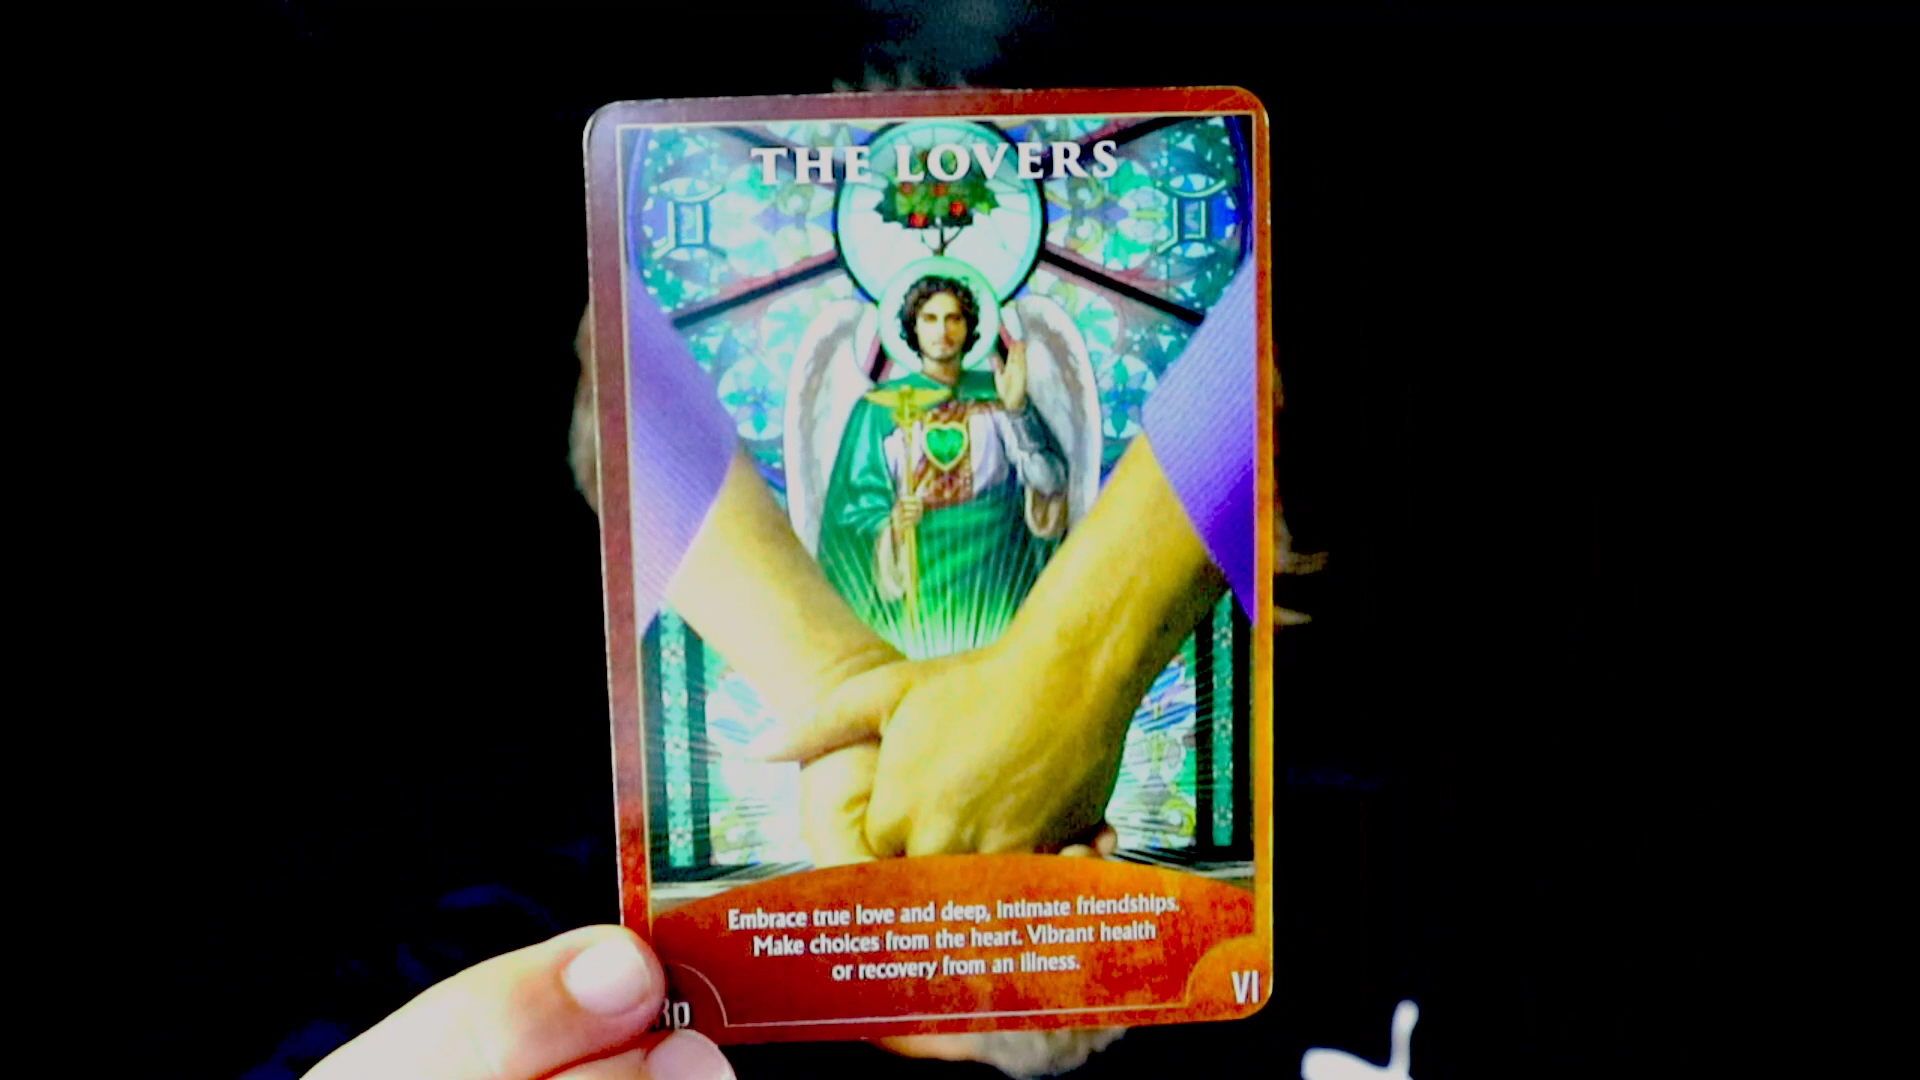 THE LOVERS
Embrace true love and deep, intimate friendships.
Make choices from the heart. Vibrant health
or recovery from an illness.
VI